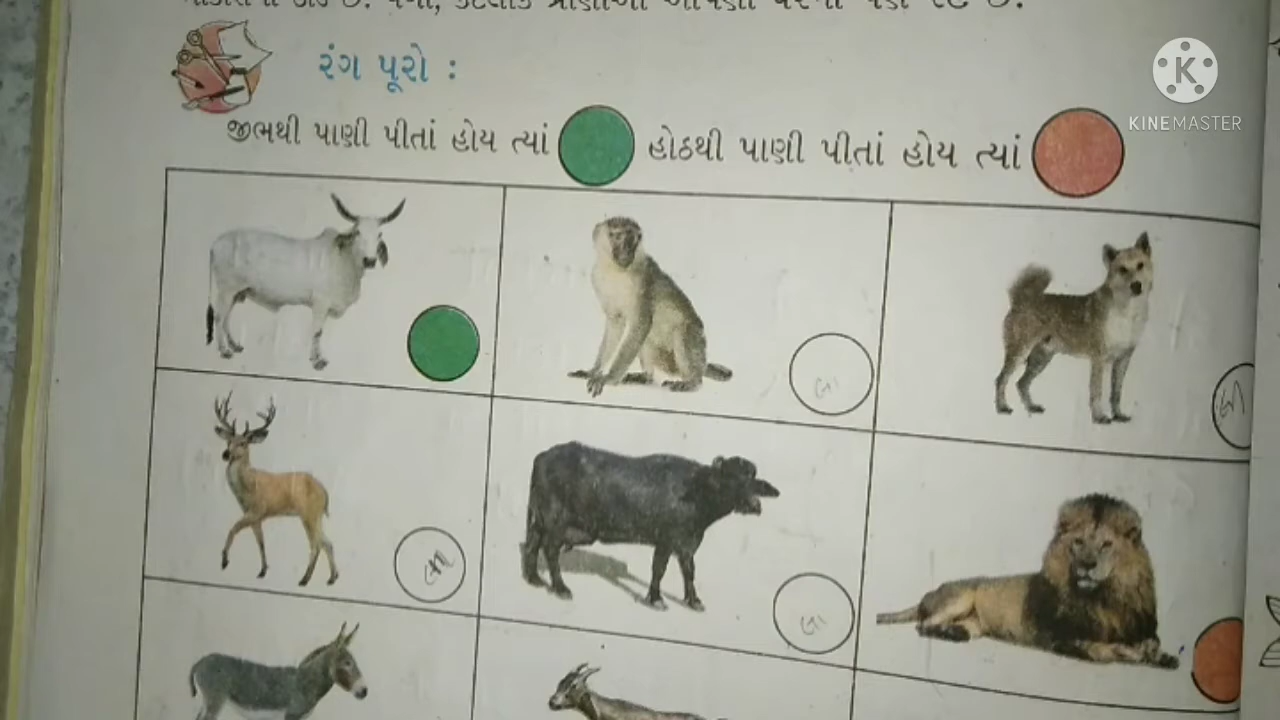 રંગ પૂરો :
જીભથી પાણી પીતાં હોય ત્યાં હોઠથી પાણી પીતાં હોય ત્યાં
KINEMASTER
લા
લી
લા
લા